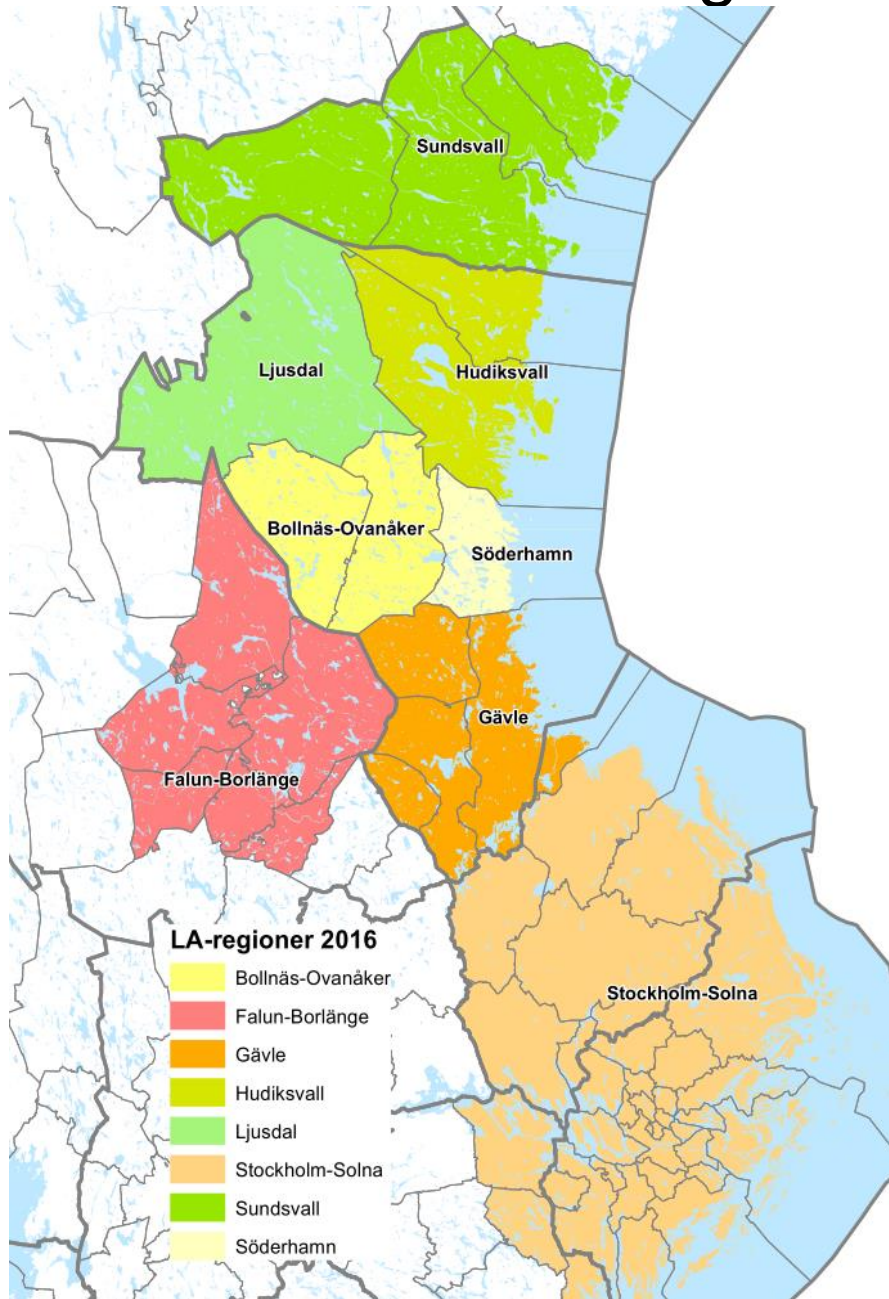 Sundsvall
Ljusdal
Hudiksvall
Bollnäs-Ovanåker
Söderhamn
Gävle
Falun-Borlänge
Stockholm-Solna
LA-regioner 2016
Bollnäs-Ovanåker
Falun-Borlänge
Gävle
Hudiksvall
Ljusdal
Stockholm-Solna
Sundsvall
Söderhamn